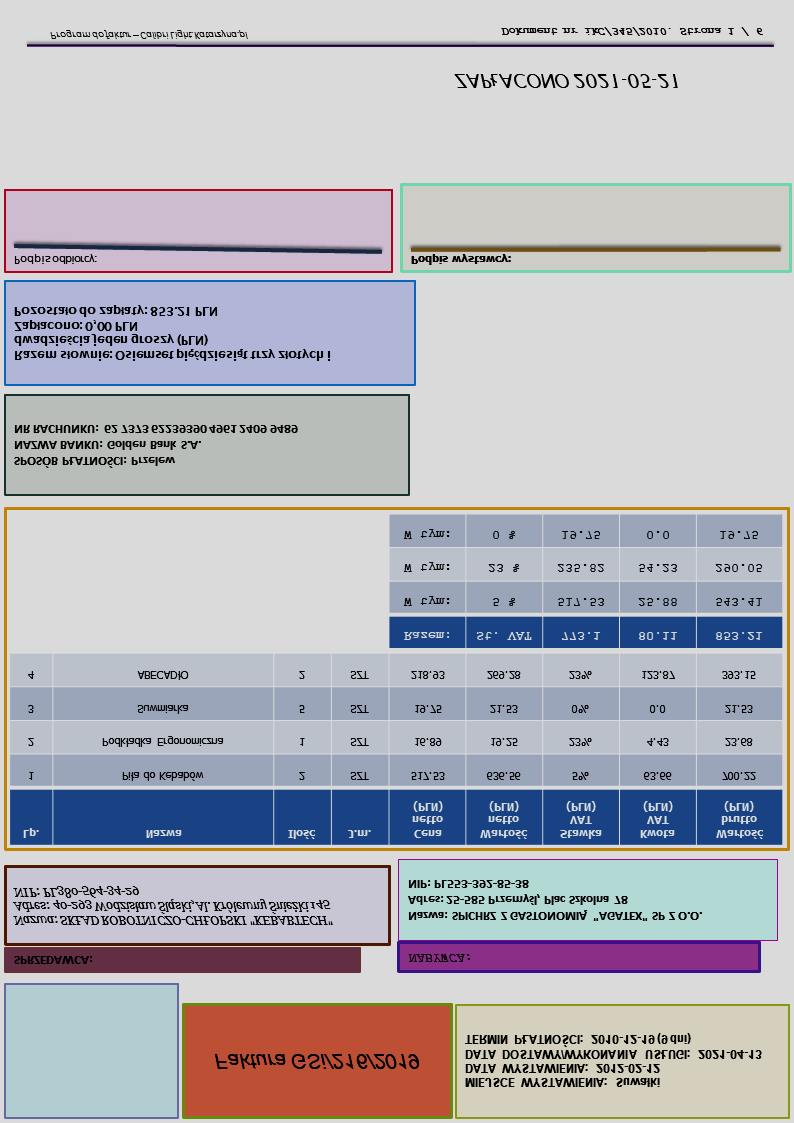 MIEJSCE WYSTAWIENIA: Suwałki
DATA WYSTAWIENIA: 2012-02-12
DATA DOSTAWY/WYKONANIA USŁUGI: 2021-04-13
TERMIN PŁATNOŚCI: 2010-12-19 (9 dni)
Faktura GSi/216/2019
SPRZEDAWCA:
Nazwa: SKŁAD ROBOTNICZO-CHŁOPSKI "KEBABTECH"
Adres: 40-293 Wodzisław Śląski, Al. Królewny Śnieżki 145
NIP: PL380-564-34-29
NABYWCA:
Nazwa: SPICHRZ Z GASTONOMIĄ "AGATEX" SP Z O.O.
Adres: 25-585 Przemyśl, Plac Szkolna 78
NIP: PL553-392-85-38
Lp. Nazwa Ilość J.m. Cena netto (PLN) Wartość netto (PLN) Stawka VAT (PLN) Kwota VAT (PLN) Wartość brutto (PLN)
1 Piła do Kebabów 2 SZT 517.53 636.56 5% 63.66 700.22
2 Podkładka Ergonomiczna 1 SZT 16.89 19.25 23% 4.43 23.68
3 Suwmiarka 5 SZT 19.75 21.53 0% 0.0 21.53
4 ABECADŁO 2 SZT 218.93 269.28 23% 123.87 393.15
Razem: St. VAT 773.1 80.11 853.21
W tym: 5 % 517.53 25.88 543.41
W tym: 23 % 235.82 54.23 290.05
W tym: 0 % 19.75 0.0 19.75
SPOSÓB PŁATNOŚCI: Przelew
NAZWA BANKU: Golden Bank S.A.
NR RACHUNKU: 62 7373 62239390 4961 2409 9489
Razem słownie: Osiemset pięćdziesiąt trzy złotych i
dwadzieścia jeden groszy (PLN)
Zapłacono: 0,00 PLN
Pozostało do zapłaty: 853.21 PLN
Podpis odbiorcy:
Podpis wystawcy:
ZAPŁACONO 2021-05-21
Program do faktur – Calibri Light Katarzyna.pl
Dokument nr ikC/345/2010. Strona 1 / 6